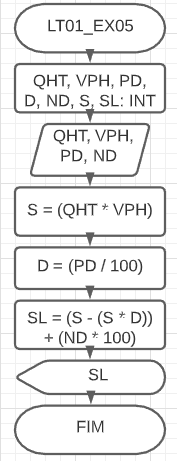 LT01_EX05
QHT, VPH, PD,
D, ND, S, SL: INT
QHT, VPH,
PD, ND
S = (QHT * VPH)
D = (PD / 100)
SL = (S - (S * D))
+ (ND * 100)
SL
FIM